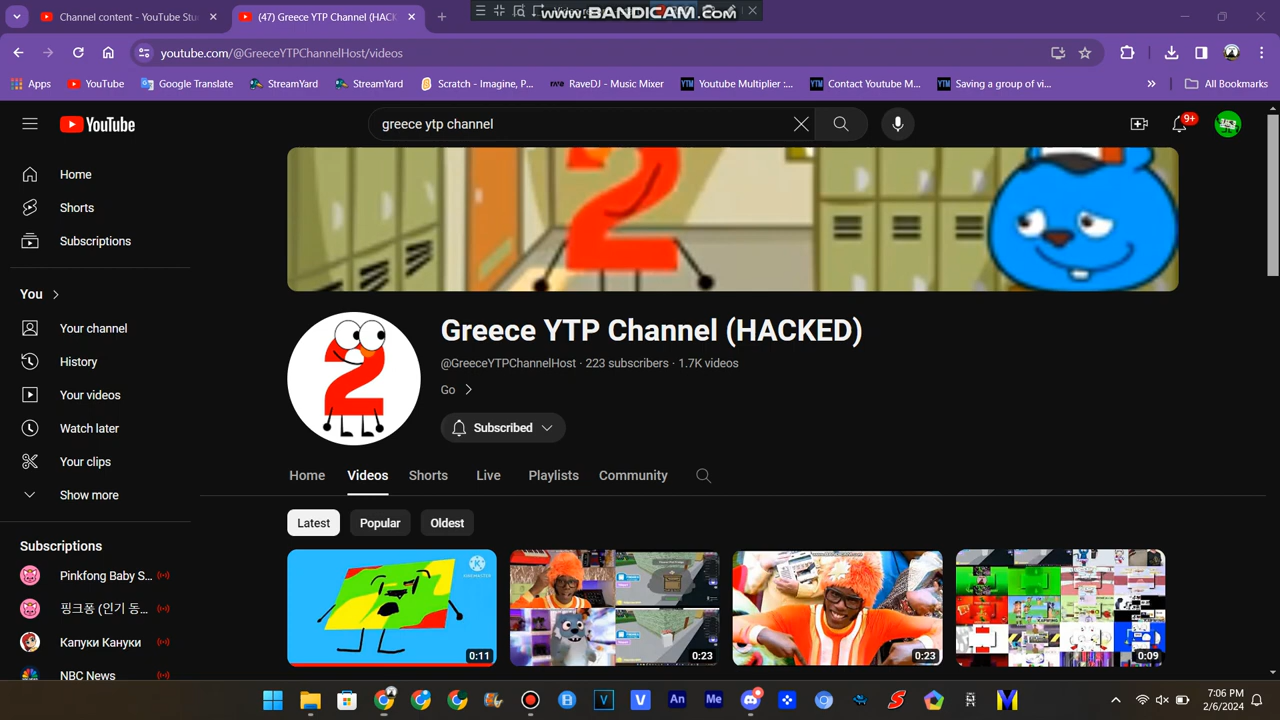 Channel content - YouTube Stu
(47) Greece YTP Channel (HACK
www.BANDICAM.com
youtube.com/@GreeceYTPChannelHost/videos
Apps
YouTube
Google Translate
StreamYard
StreamYard
Scratch - Imagine, P...
RaveDJ - Music Mixer
Youtube Multiplier :...
Contact Youtube M...
Saving a group of vi...
All Bookmarks
YouTube
greece ytp channel
9+
Home
Shorts
Subscriptions
You
Your channel
History
Your videos
Watch later
Your clips
Show more
Subscriptions
Pinkfong Baby S...
핑크퐁 (인기 동...
Капуки Кануки
NBC News
2
2
Greece YTP Channel (HACKED)
@GreeceYTPChannelHost · 223 subscribers · 1.7K videos
Go
Subscribed
Home
Videos
Shorts
Live
Playlists
Community
Latest
Popular
Oldest
KINEMASTER
0:11
0:23
0:23
0:09
An
Me
7:06 PM
2/6/2024